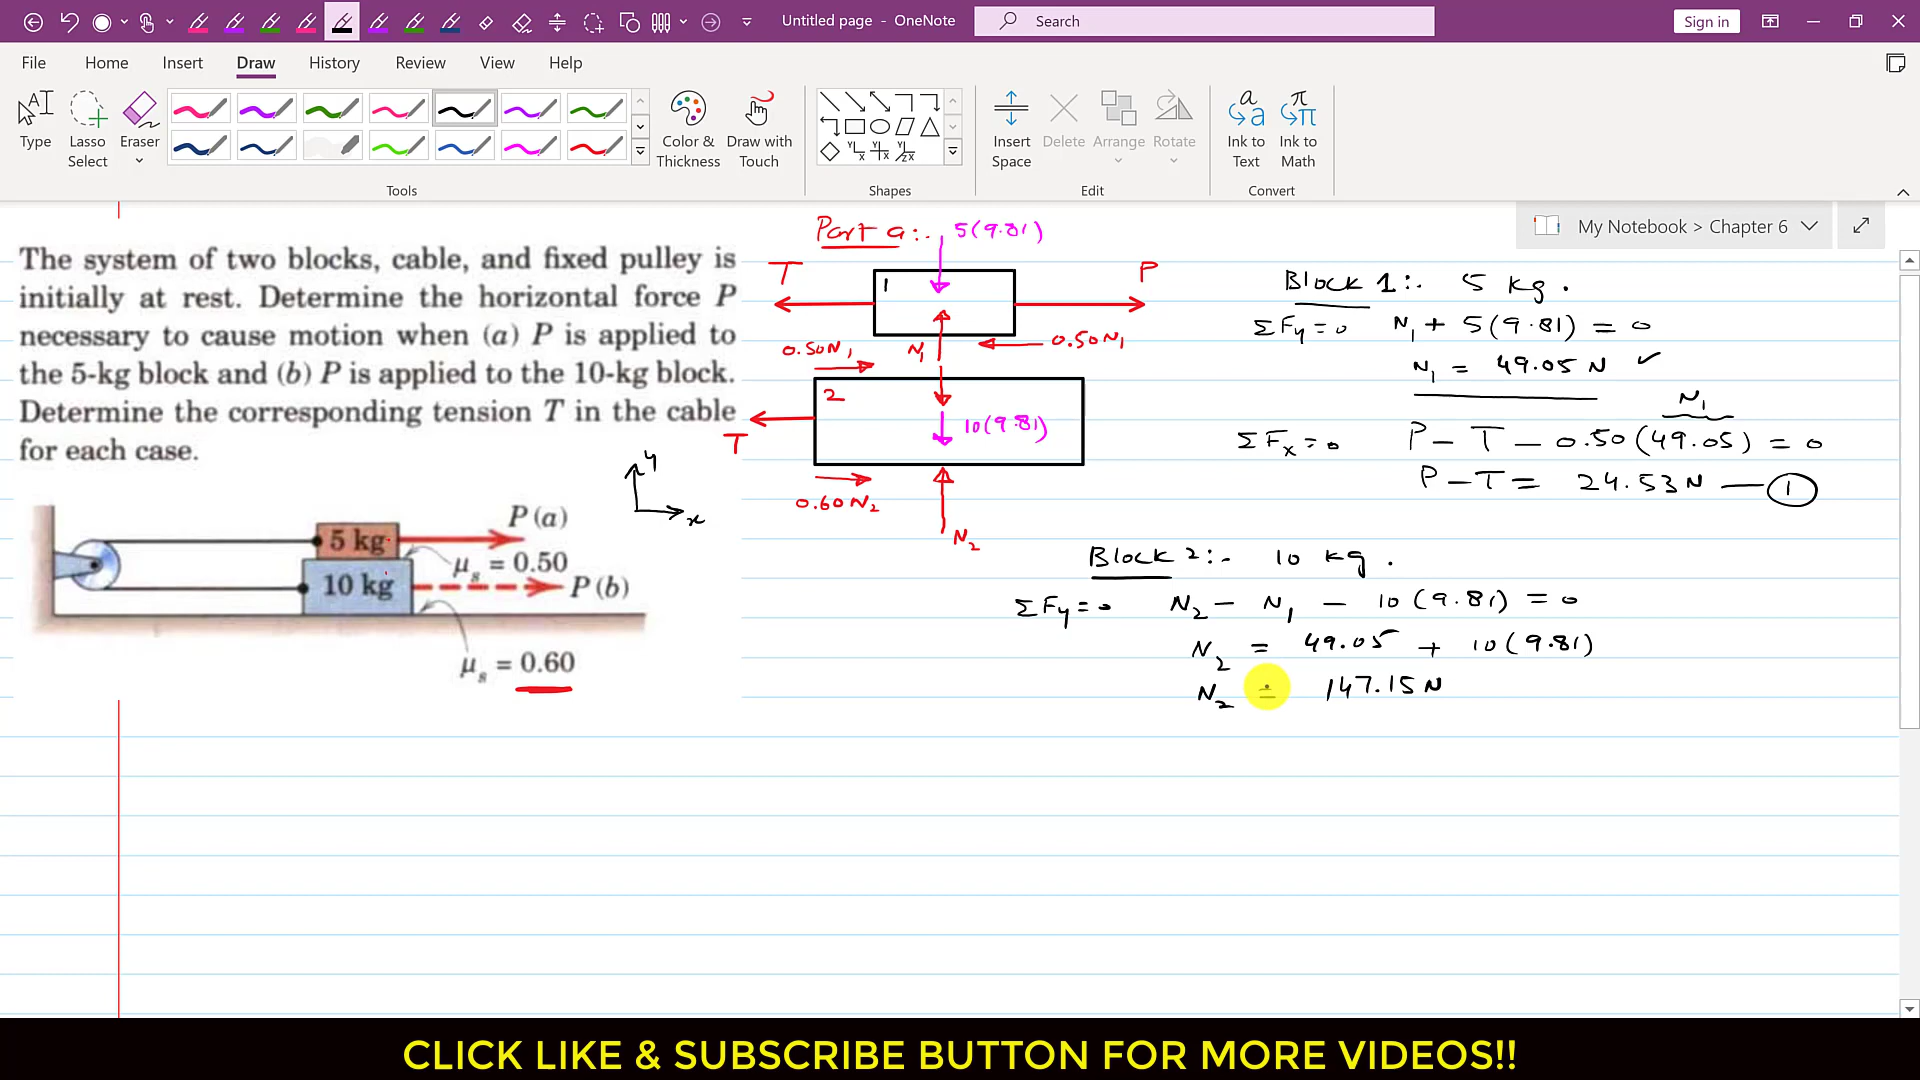 Untitled page - OneNote
Search
Sign in
File Home Insert Draw History Review View Help
Type
Lasso Select
Eraser
Color & Thickness
Draw with Touch
Insert Space
Delete
Arrange
Rotate
Ink to Text
Ink to Math
Tools
Shapes
Edit
Convert
My Notebook > Chapter 6
The system of two blocks, cable, and fixed pulley is
initially at rest. Determine the horizontal force P
necessary to cause motion when (a) P is applied to
the 5-kg block and (b) P is applied to the 10-kg block.
Determine the corresponding tension T in the cable
for each case.
5 kg
P (a)
μs = 0.50
10 kg
P (b)
μs = 0.60
y
x
Part a:.
5(9.81)
T
P
1
0.50N₁
N₁
0.50N₁
2
10(9.81)
T
0.60N₂
N₂
Block 1:. 5 kg.
ΣFy=0 N₁ + 5(9.81) = 0
N₁ = 49.05 N ✓
N₁
ΣFx=0 P - T - 0.50(49.05) = 0
P - T = 24.53N — 1
Block 2:- 10 kg.
ΣFy=0 N₂ - N₁ - 10(9.81) = 0
N₂ = 49.05 + 10(9.81)
N₂ = 147.15N
CLICK LIKE & SUBSCRIBE BUTTON FOR MORE VIDEOS!!